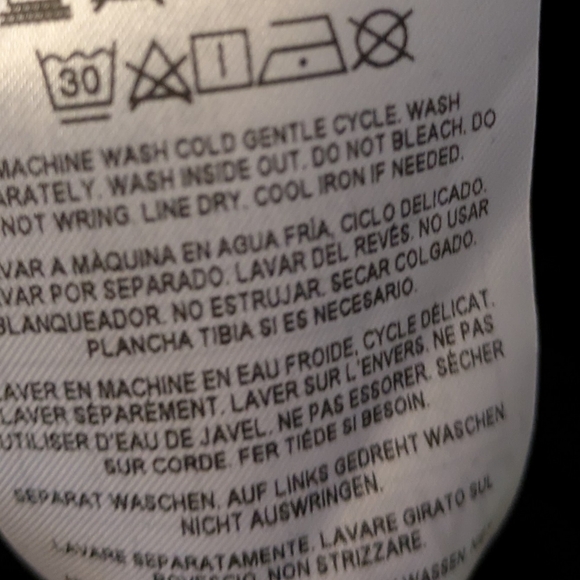 30
MACHINE WASH COLD GENTLE CYCLE. WASH
ARATELY. WASH INSIDE OUT. DO NOT BLEACH. DO
NOT WRING. LINE DRY. COOL IRON IF NEEDED.
VAR A MÀQUINA EN AGUA FRÍA, CICLO DELICADO.
VAR POR SEPARADO. LAVAR DEL REVÉS. NO USAR
BLANQUEADOR. NO ESTRUJAR. SECAR COLGADO.
PLANCHA TIBIA SI ES NECESARIO.
LAVER EN MACHINE EN EAU FROIDE, CYCLE DÉLICAT.
LAVER SÉPARÉMENT. LAVER SUR L'ENVERS. NE PAS
UTILISER D'EAU DE JAVEL. NE PAS ESSORER. SÉCHER
SUR CORDE. FER TIÉDE SI BESOIN.
SEPARAT WASCHEN. AUF LINKS GEDREHT WASCHEN
NICHT AUSWRINGEN.
LAVARE SEPARATAMENTE. LAVARE GIRATO SUL
ROVESCIO. NON STRIZZARE.
WASSEN